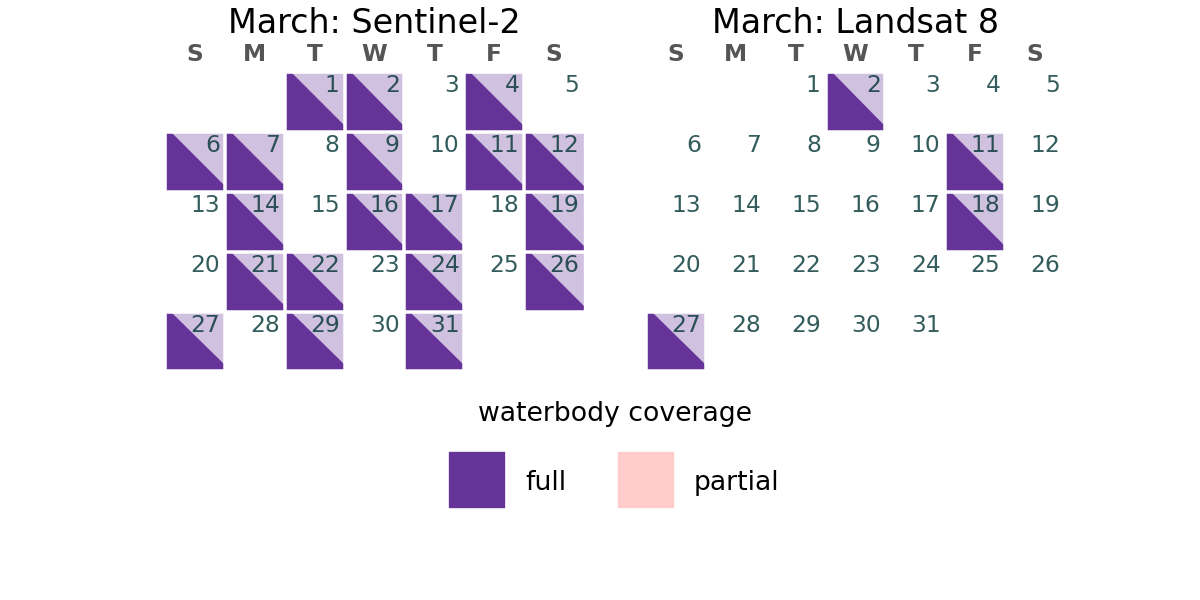 March: Sentinel-2
S M T W T F S
1 2 3 4 5
6 7 8 9 10 11 12
13 14 15 16 17 18 19
20 21 22 23 24 25 26
27 28 29 30 31
March: Landsat 8
S M T W T F S
1 2 3 4 5
6 7 8 9 10 11 12
13 14 15 16 17 18 19
20 21 22 23 24 25 26
27 28 29 30 31
waterbody coverage
full partial